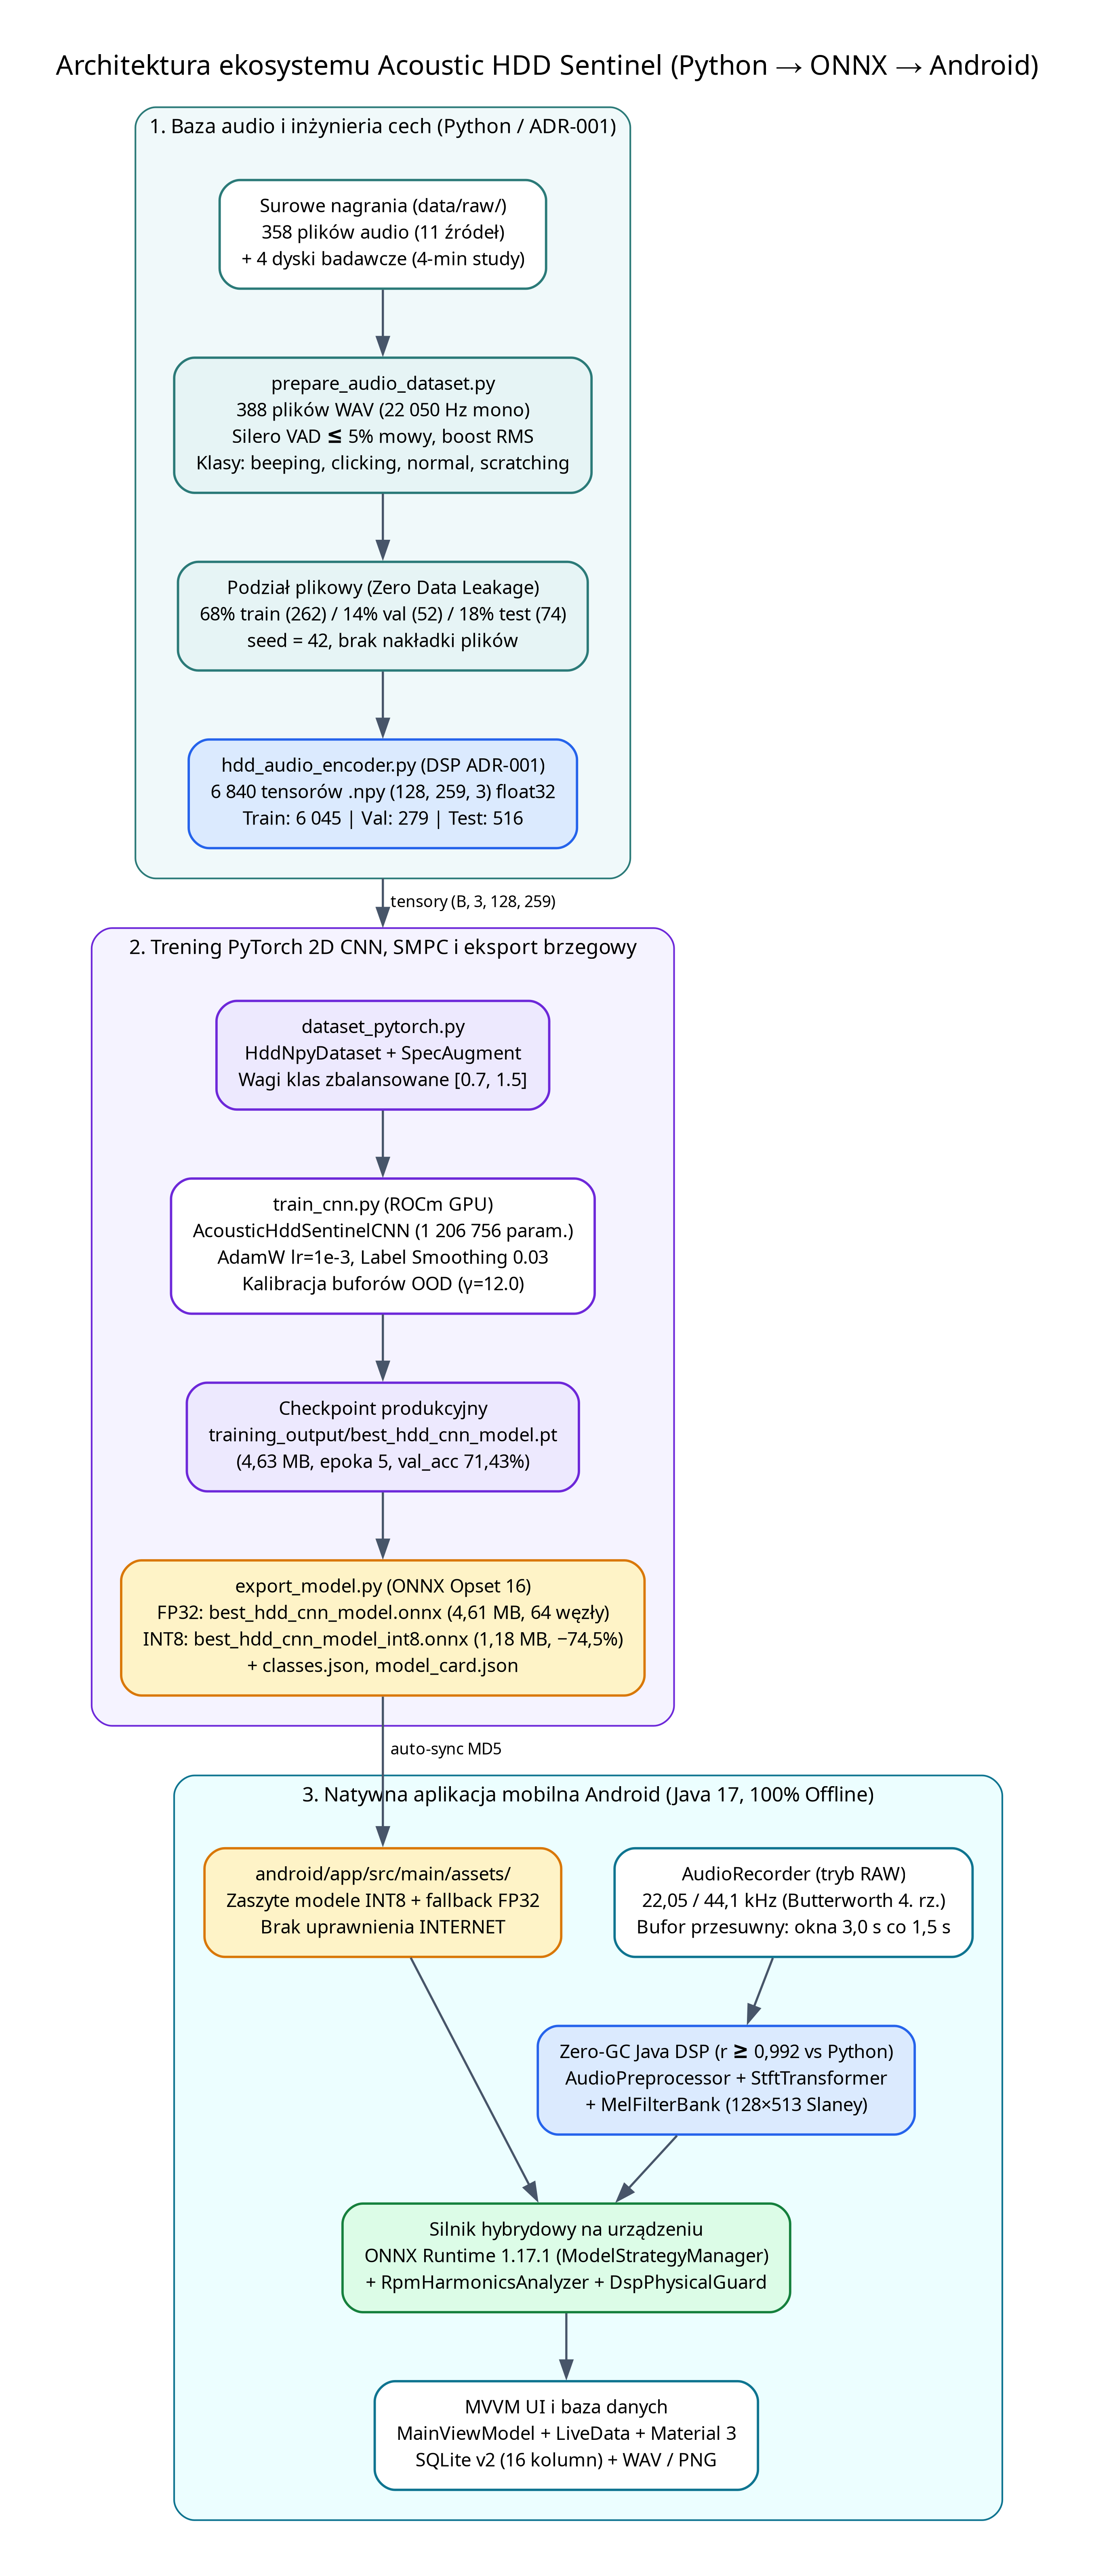 Architektura ekosystemu Acoustic HDD Sentinel (Python → ONNX → Android)
1. Baza audio i inżynieria cech (Python / ADR-001)
Surowe nagrania (data/raw/)
358 plików audio (11 źródeł)
+ 4 dyski badawcze (4-min study)
prepare_audio_dataset.py
388 plików WAV (22 050 Hz mono)
Silero VAD ≤ 5% mowy, boost RMS
Klasy: beeping, clicking, normal, scratching
Podział plikowy (Zero Data Leakage)
68% train (262) / 14% val (52) / 18% test (74)
seed = 42, brak nakładki plików
hdd_audio_encoder.py (DSP ADR-001)
6 840 tensorów .npy (128, 259, 3) float32
Train: 6 045 | Val: 279 | Test: 516
tensory (B, 3, 128, 259)
2. Trening PyTorch 2D CNN, SMPC i eksport brzegowy
dataset_pytorch.py
HddNpyDataset + SpecAugment
Wagi klas zbalansowane [0.7, 1.5]
train_cnn.py (ROCm GPU)
AcousticHddSentinelCNN (1 206 756 param.)
AdamW lr=1e-3, Label Smoothing 0.03
Kalibracja buforów OOD (γ=12.0)
Checkpoint produkcyjny
training_output/best_hdd_cnn_model.pt
(4,63 MB, epoka 5, val_acc 71,43%)
export_model.py (ONNX Opset 16)
FP32: best_hdd_cnn_model.onnx (4,61 MB, 64 węzły)
INT8: best_hdd_cnn_model_int8.onnx (1,18 MB, −74,5%)
+ classes.json, model_card.json
auto-sync MD5
3. Natywna aplikacja mobilna Android (Java 17, 100% Offline)
android/app/src/main/assets/
Zaszyte modele INT8 + fallback FP32
Brak uprawnienia INTERNET
AudioRecorder (tryb RAW)
22,05 / 44,1 kHz (Butterworth 4. rz.)
Bufor przesuwny: okna 3,0 s co 1,5 s
Zero-GC Java DSP (r ≥ 0,992 vs Python)
AudioPreprocessor + StftTransformer
+ MelFilterBank (128×513 Slaney)
Silnik hybrydowy na urządzeniu
ONNX Runtime 1.17.1 (ModelStrategyManager)
+ RpmHarmonicsAnalyzer + DspPhysicalGuard
MVVM UI i baza danych
MainViewModel + LiveData + Material 3
SQLite v2 (16 kolumn) + WAV / PNG